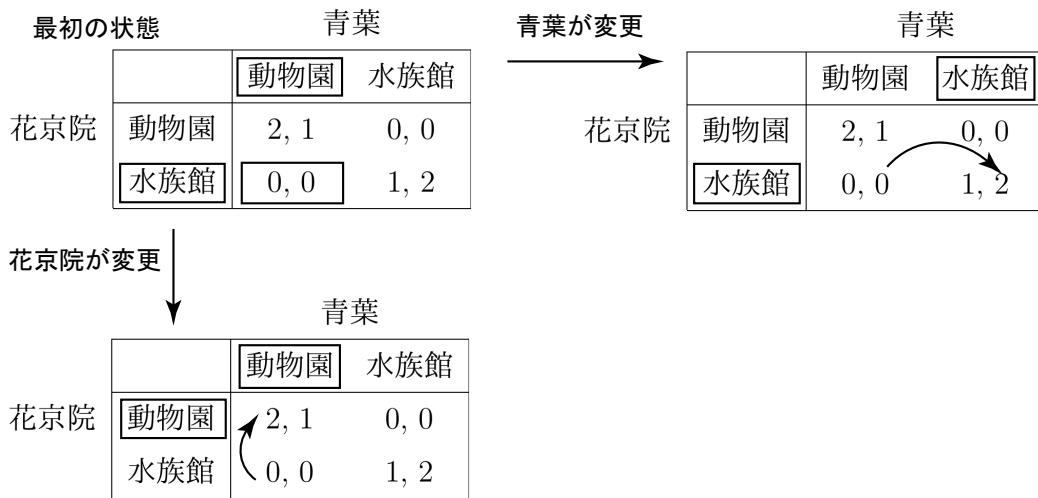 最初の状態
青葉
動物園 水族館
花京院 動物園 2, 1 0, 0
水族館 0, 0 1, 2
青葉が変更
青葉
動物園 水族館
花京院 動物園 2, 1 0, 0
水族館 0, 0 1, 2
花京院が変更
青葉
動物園 水族館
花京院 動物園 2, 1 0, 0
水族館 0, 0 1, 2